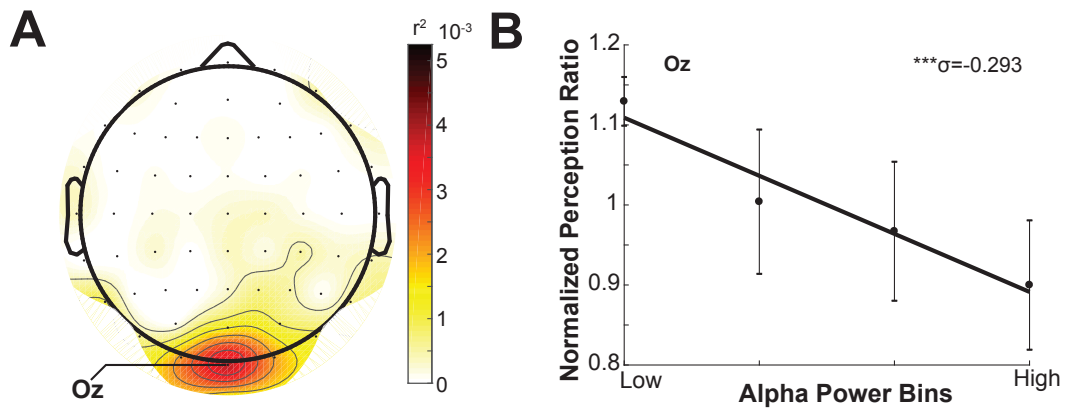 A
r² 10⁻³
5
4
3
2
1
0
Oz
B
Normalized Perception Ratio
1.2
1.1
1
0.9
0.8
Oz
***σ=-0.293
Low
High
Alpha Power Bins